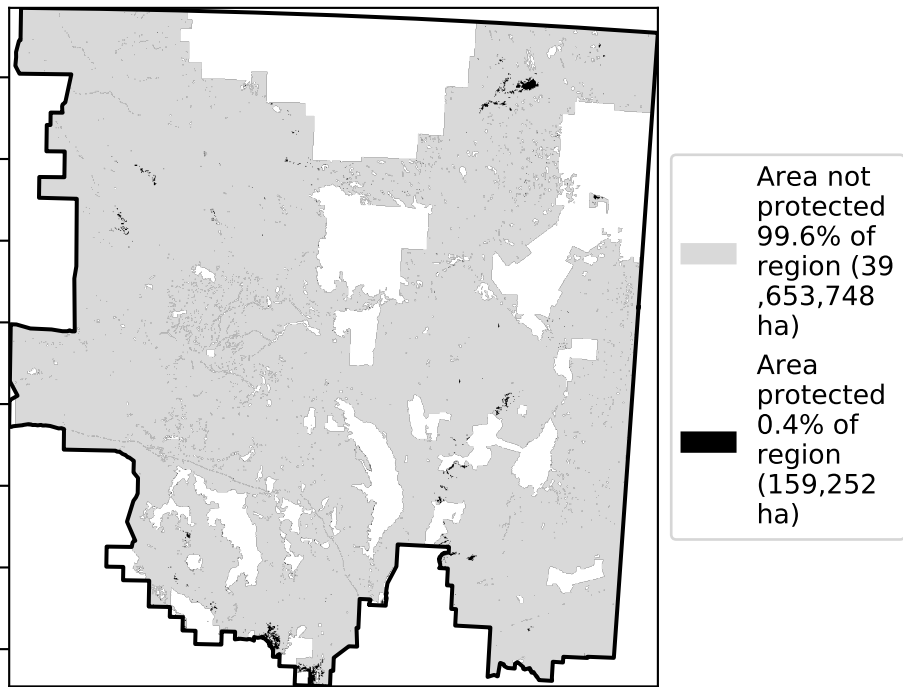 Area not
protected
99.6% of
region (39
,653,748
ha)
Area
protected
0.4% of
region
(159,252
ha)